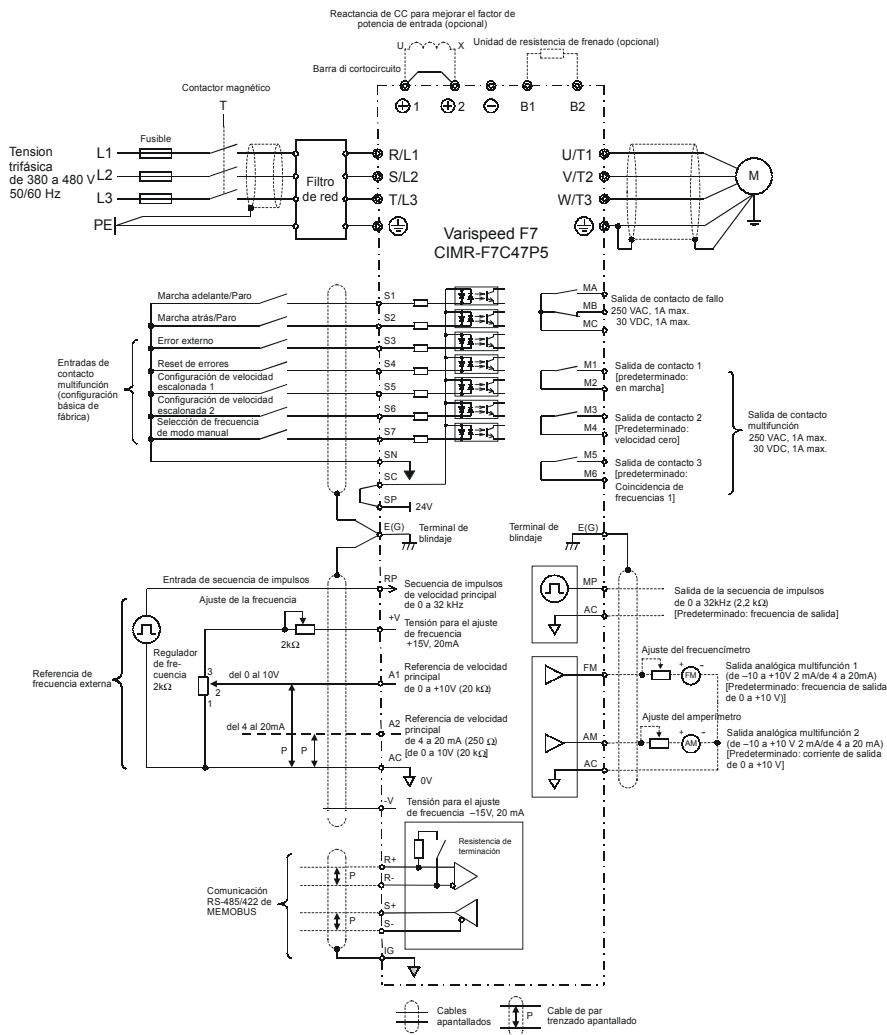 Reactancia de CC para mejorar el factor de
potencia de entrada (opcional)
U
X
Unidad de resistencia de frenado (opcional)
Barra di cortocircuito
Contactor magnético
T
1
2
B1
B2
Tension
trifásica
de 380 a 480 V
50/60 Hz
Fusible
L1
L2
L3
PE
Filtro
de red
R/L1
S/L2
T/L3
U/T1
V/T2
W/T3
M
Varispeed F7
CIMR-F7C47P5
Entradas de
contacto
multifunción
(configuración
básica de
fábrica)
Marcha adelante/Paro
S1
Marcha atrás/Paro
S2
Error externo
S3
Reset de errores
S4
Configuración de velocidad
escalonada 1
S5
Configuración de velocidad
escalonada 2
S6
Selección de frecuencia
de modo manual
S7
SN
SC
SP
24V
E(G)
Terminal de
blindaje
MA
MB
MC
Salida de contacto de fallo
250 VAC, 1A max.
30 VDC, 1A max.
M1
M2
Salida de contacto 1
[predeterminado:
en marcha]
M3
M4
Salida de contacto 2
[Predeterminado:
velocidad cero]
M5
M6
Salida de contacto 3
[predeterminado:
Coincidencia de
frecuencias 1]
Salida de contacto
multifunción
250 VAC, 1A max.
30 VDC, 1A max.
Terminal de
blindaje
E(G)
Referencia de
frecuencia externa
Entrada de secuencia de impulsos
RP
Secuencia de impulsos
de velocidad principal
de 0 a 32 kHz
Ajuste de la frecuencia
2kΩ
+V
Tensión para el ajuste
de frecuencia
+15V, 20mA
Regulador
de fre-
cuencia
2kΩ
3
2
1
del 0 al 10V
A1
Referencia de velocidad
principal
de 0 a +10V (20 kΩ)
del 4 al 20mA
P
P
A2
Referencia de velocidad
principal
de 4 a 20 mA (250 Ω)
[de 0 a 10V (20 kΩ]
AC
0V
-V
Tensión para el ajuste
de frecuencia –15V, 20 mA
MP
AC
Salida de la secuencia de impulsos
de 0 a 32kHz (2,2 kΩ)
[Predeterminado: frecuencia de salida]
Ajuste del frecuencímetro
FM
+
-
FM
Salida analógica multifunción 1
(de –10 a +10V 2 mA/de 4 a 20mA)
[Predeterminado: frecuencia de salida
de 0 a +10 V)]
Ajuste del amperímetro
AM
+
-
AM
AC
Salida analógica multifunción 2
(de –10 a +10 V 2 mA/de 4 a 20 mA)
[Predeterminado: corriente de salida
de 0 a +10 V]
Comunicación
RS-485/422 de
MEMOBUS
P
P
R+
R-
S+
S-
IG
Resistencia de
terminación
Cables
apantallados
P
Cable de par
trenzado apantallado